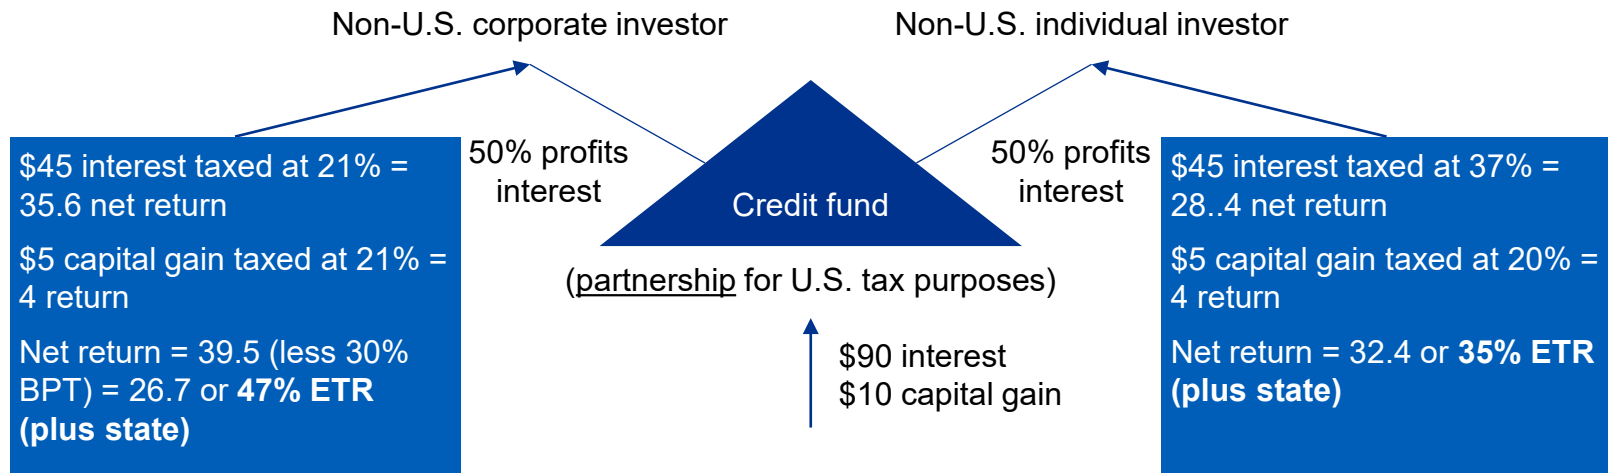 Non-U.S. corporate investor
Non-U.S. individual investor
$45 interest taxed at 21% =
35.6 net return
$5 capital gain taxed at 21% =
4 return
Net return = 39.5 (less 30%
BPT) = 26.7 or 47% ETR
(plus state)
50% profits
interest
Credit fund
(partnership for U.S. tax purposes)
$90 interest
$10 capital gain
50% profits
interest
$45 interest taxed at 37% =
28..4 net return
$5 capital gain taxed at 20% =
4 return
Net return = 32.4 or 35% ETR
(plus state)